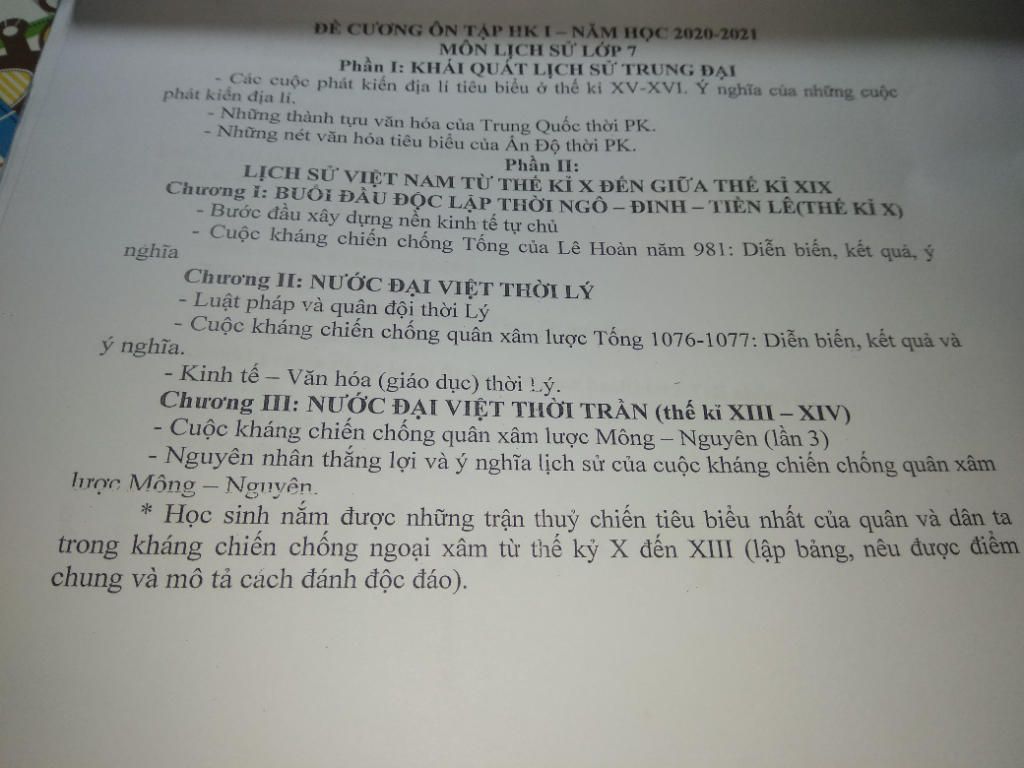 ĐỀ CƯƠNG ÔN TẬP HK I – NĂM HỌC 2020-2021
MÔN LỊCH SỬ LỚP 7
Phần I: KHÁI QUÁT LỊCH SỬ TRUNG ĐẠI
- Các cuộc phát kiến địa lí tiêu biểu ở thế kỉ XV-XVI. Ý nghĩa của những cuộc
phát kiến địa lí.
- Những thành tựu văn hóa của Trung Quốc thời PK.
- Những nét văn hóa tiêu biểu của Ấn Độ thời PK.
Phần II:
LỊCH SỬ VIỆT NAM TỪ THẾ KỈ X ĐẾN GIỮA THẾ KỈ XIX
Chương I: BUỔI ĐẦU ĐỘC LẬP THỜI NGÔ – ĐINH – TIỀN LÊ(THẾ KỈ X)
- Bước đầu xây dựng nền kinh tế tự chủ
- Cuộc kháng chiến chống Tống của Lê Hoàn năm 981: Diễn biến, kết quả, ý
nghĩa
Chương II: NƯỚC ĐẠI VIỆT THỜI LÝ
- Luật pháp và quân đội thời Lý
- Cuộc kháng chiến chống quân xâm lược Tống 1076-1077: Diễn biến, kết quả và
ý nghĩa.
- Kinh tế – Văn hóa (giáo dục) thời Lý.
Chương III: NƯỚC ĐẠI VIỆT THỜI TRẦN (thế kỉ XIII – XIV)
- Cuộc kháng chiến chống quân xâm lược Mông – Nguyên (lần 3)
- Nguyên nhân thắng lợi và ý nghĩa lịch sử của cuộc kháng chiến chống quân xâm
lược Mông – Nguyên.
* Học sinh nắm được những trận thuỷ chiến tiêu biểu nhất của quân và dân ta
trong kháng chiến chống ngoại xâm từ thế kỷ X đến XIII (lập bảng, nêu được điểm
chung và mô tả cách đánh độc đáo).